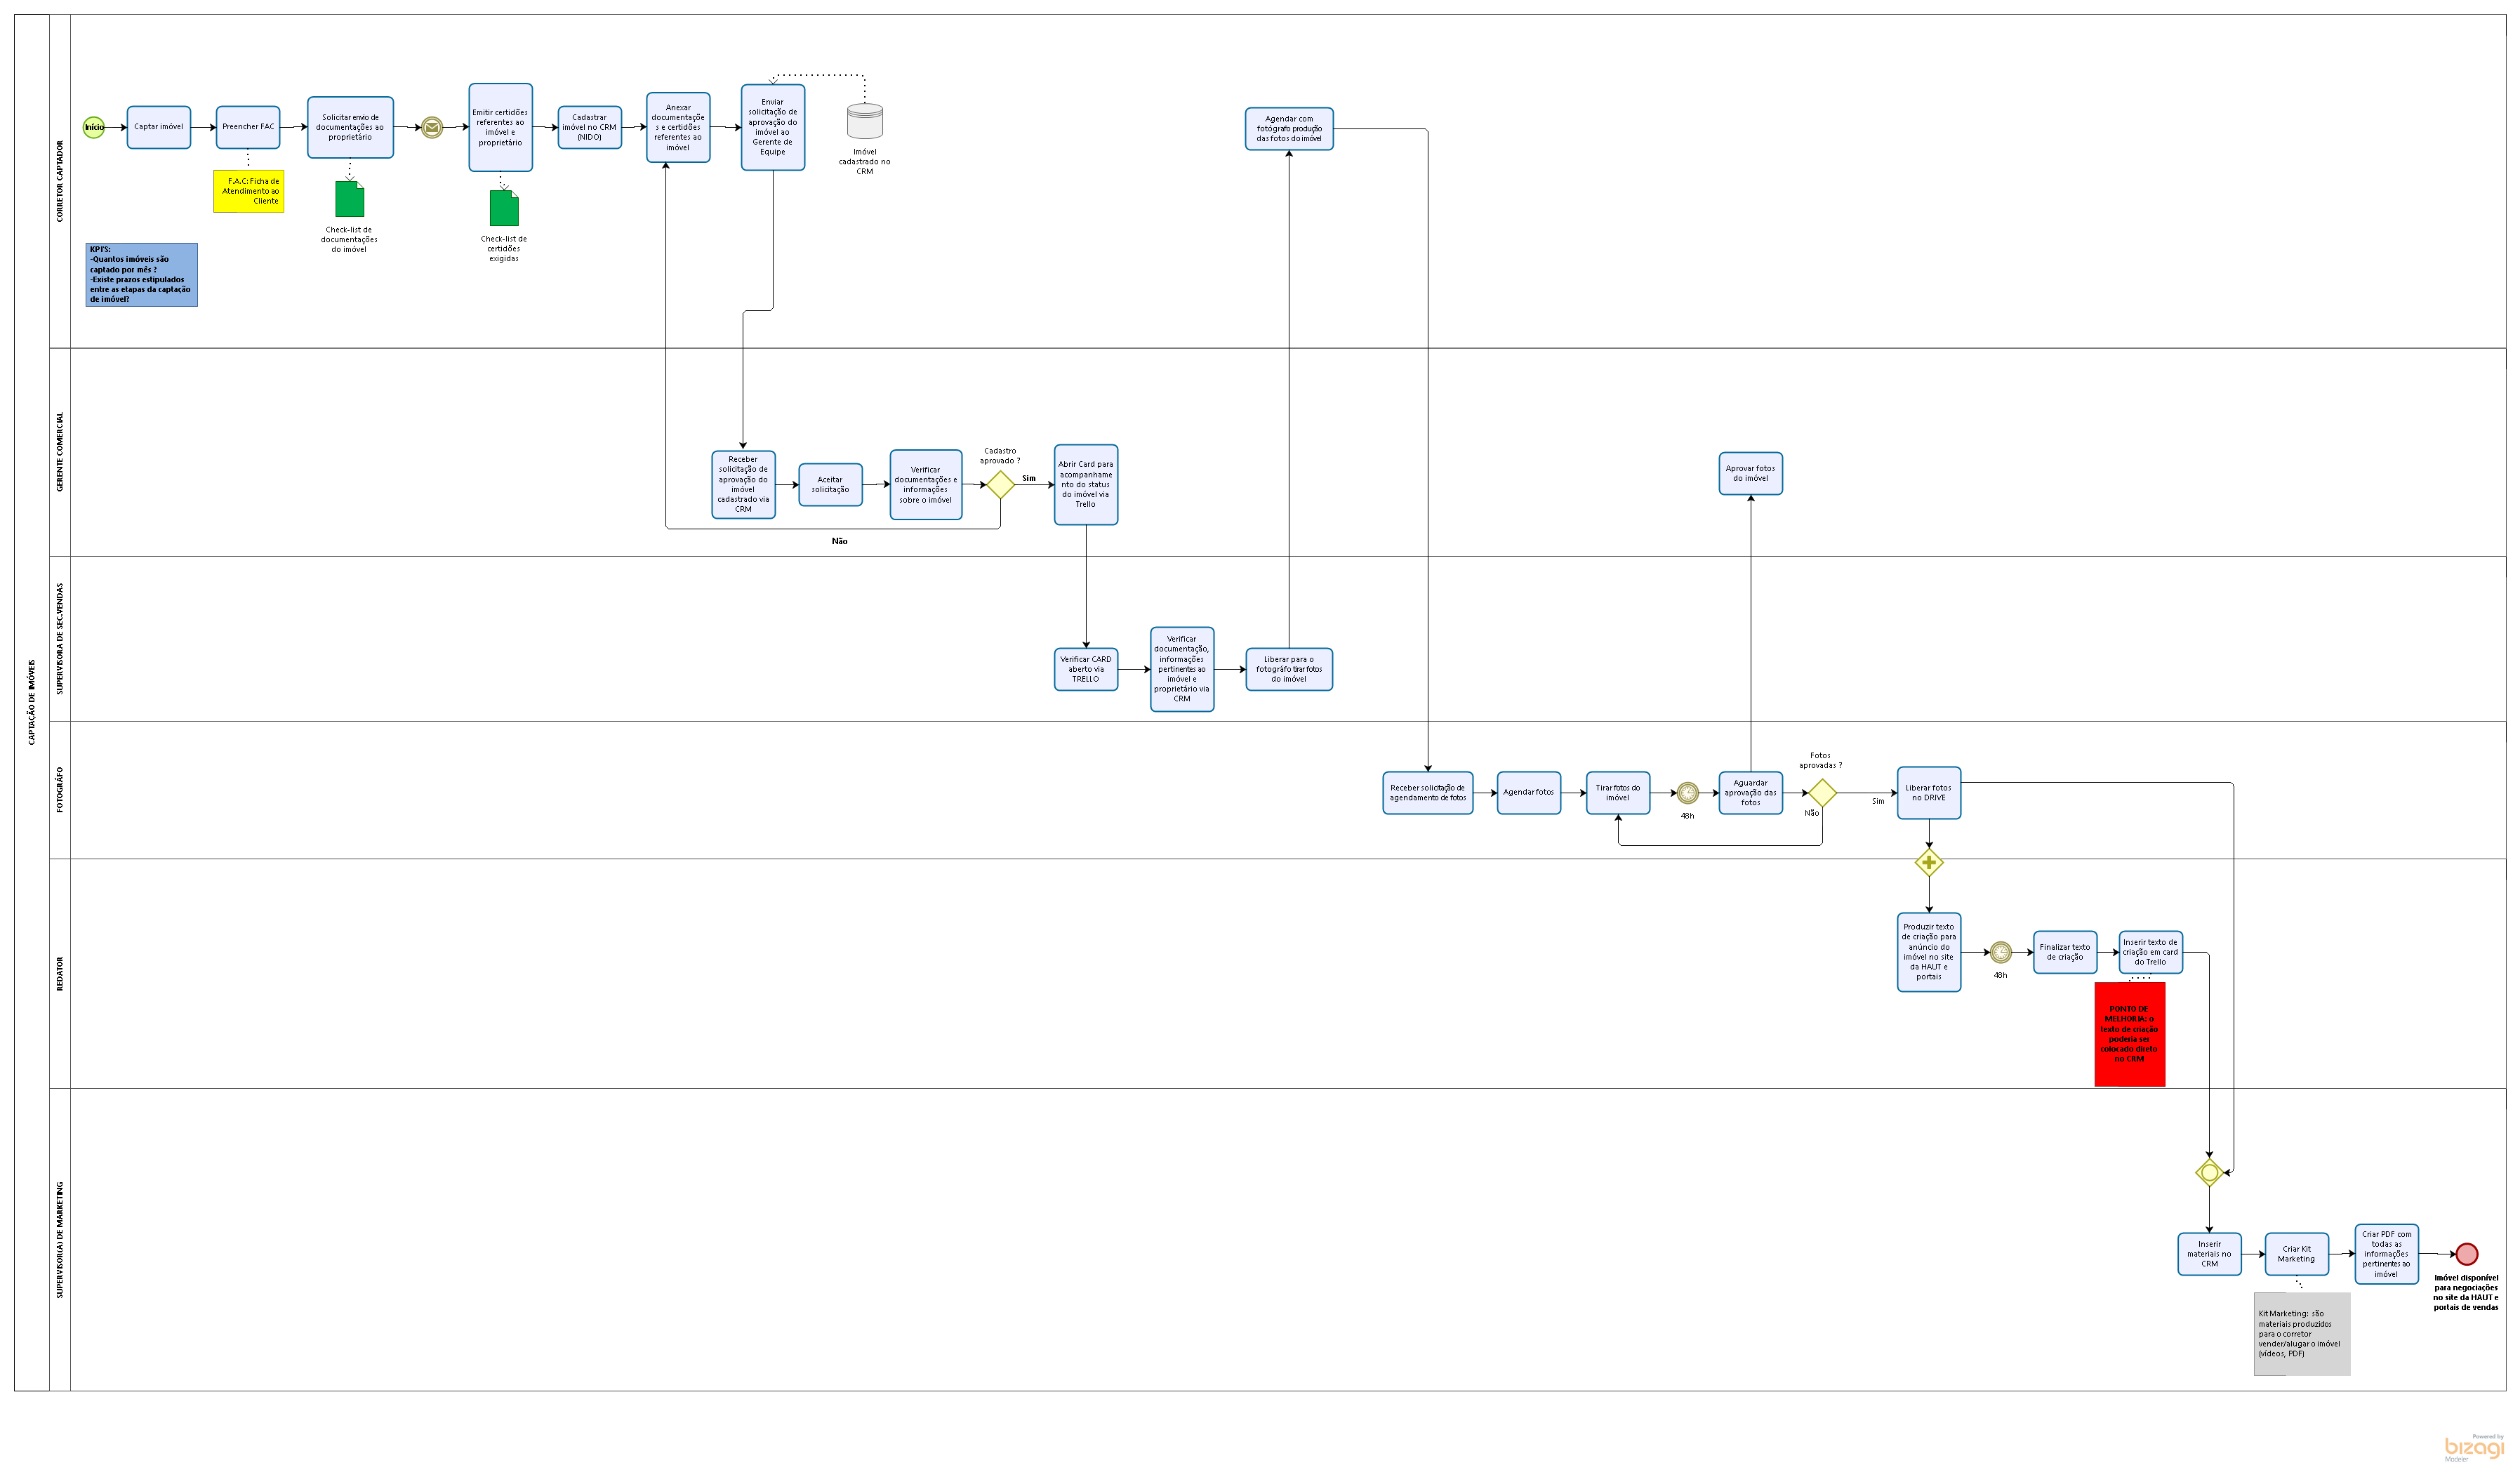 CAPTAÇÃO DE IMÓVEIS
CORRETOR CAPTADOR
Início
Captar imóvel
Preencher FAC
F.A.C: Ficha de
Atendimento ao
Cliente
Solicitar envio de
documentações ao
proprietário
Check-list de
documentações
do imóvel
Emitir certidões
referentes ao
imóvel e
proprietário
Check-list de
certidões
exigidas
Cadastrar
imóvel no CRM
(NIDO)
Anexar
documentaçõe
s e certidões
referentes ao
imóvel
Enviar
solicitação de
aprovação do
imóvel ao
Gerente de
Equipe
Imóvel
cadastrado no
CRM
Agendar com
fotógrafo produção
das fotos do imóvel
KPI'S:
-Quantos imóveis são
captado por mês ?
-Existe prazos estipulados
entre as etapas da captação
de imóvel?
GERENTE COMERCIAL
Receber
solicitação de
aprovação do
imóvel
cadastrado via
CRM
Aceitar
solicitação
Verificar
documentações e
informações
sobre o imóvel
Cadastro
aprovado ?
Sim
Não
Abrir Card para
acompanhame
nto do status
do imóvel via
Trello
Aprovar fotos
do imóvel
SUPERVISORA DE SEC.VENDAS
Verificar CARD
aberto via
TRELLO
Verificar
documentação,
informações
pertinentes ao
imóvel e
proprietário via
CRM
Liberar para o
fotográfo tirar fotos
do imóvel
FOTOGRÁFO
Receber solicitação de
agendamento de fotos
Agendar fotos
Tirar fotos do
imóvel
48h
Aguardar
aprovação das
fotos
Fotos
aprovadas ?
Sim
Não
Liberar fotos
no DRIVE
REDATOR
Produzir texto
de criação para
anúncio do
imóvel no site
da HAUT e
portais
48h
Finalizar texto
de criação
Inserir texto de
criação em card
do Trello
PONTO DE
MELHORIA: o
texto de criação
poderia ser
colocado direto
no CRM
SUPERVISOR(A) DE MARKETING
Inserir
materiais no
CRM
Criar Kit
Marketing
Kit Marketing: são
materiais produzidos
para o corretor
vender/alugar o imóvel
(vídeos, PDF)
Criar PDF com
todas as
informações
pertinentes ao
imóvel
Imóvel disponível
para negociações
no site da HAUT e
portais de vendas
Powered by
bizagi
Modeler